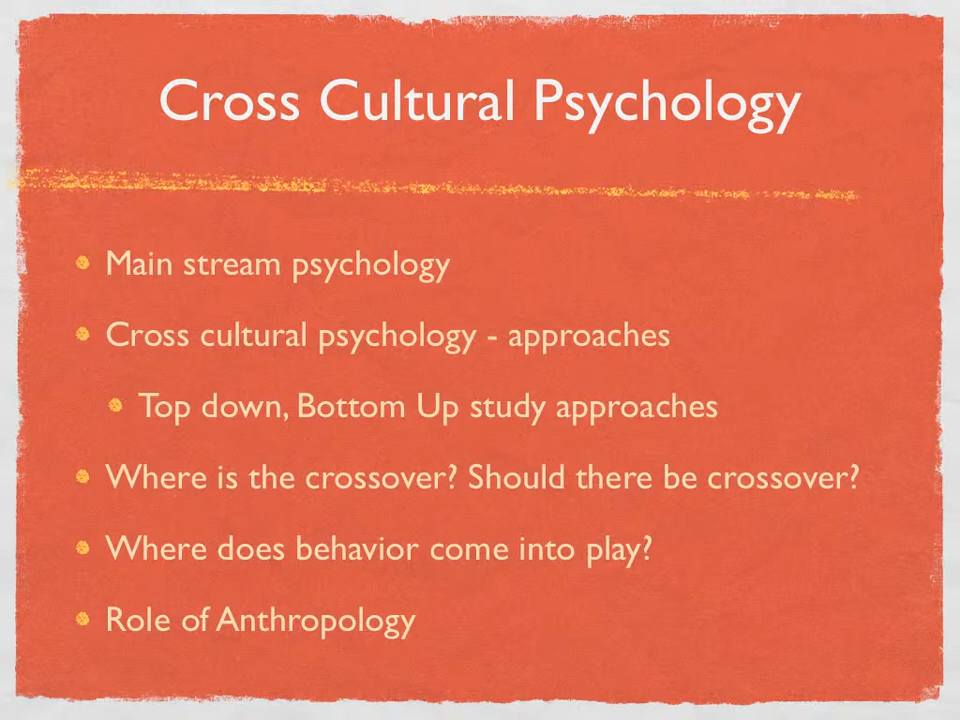 Cross Cultural Psychology
Main stream psychology
Cross cultural psychology - approaches
Top down, Bottom Up study approaches
Where is the crossover? Should there be crossover?
Where does behavior come into play?
Role of Anthropology